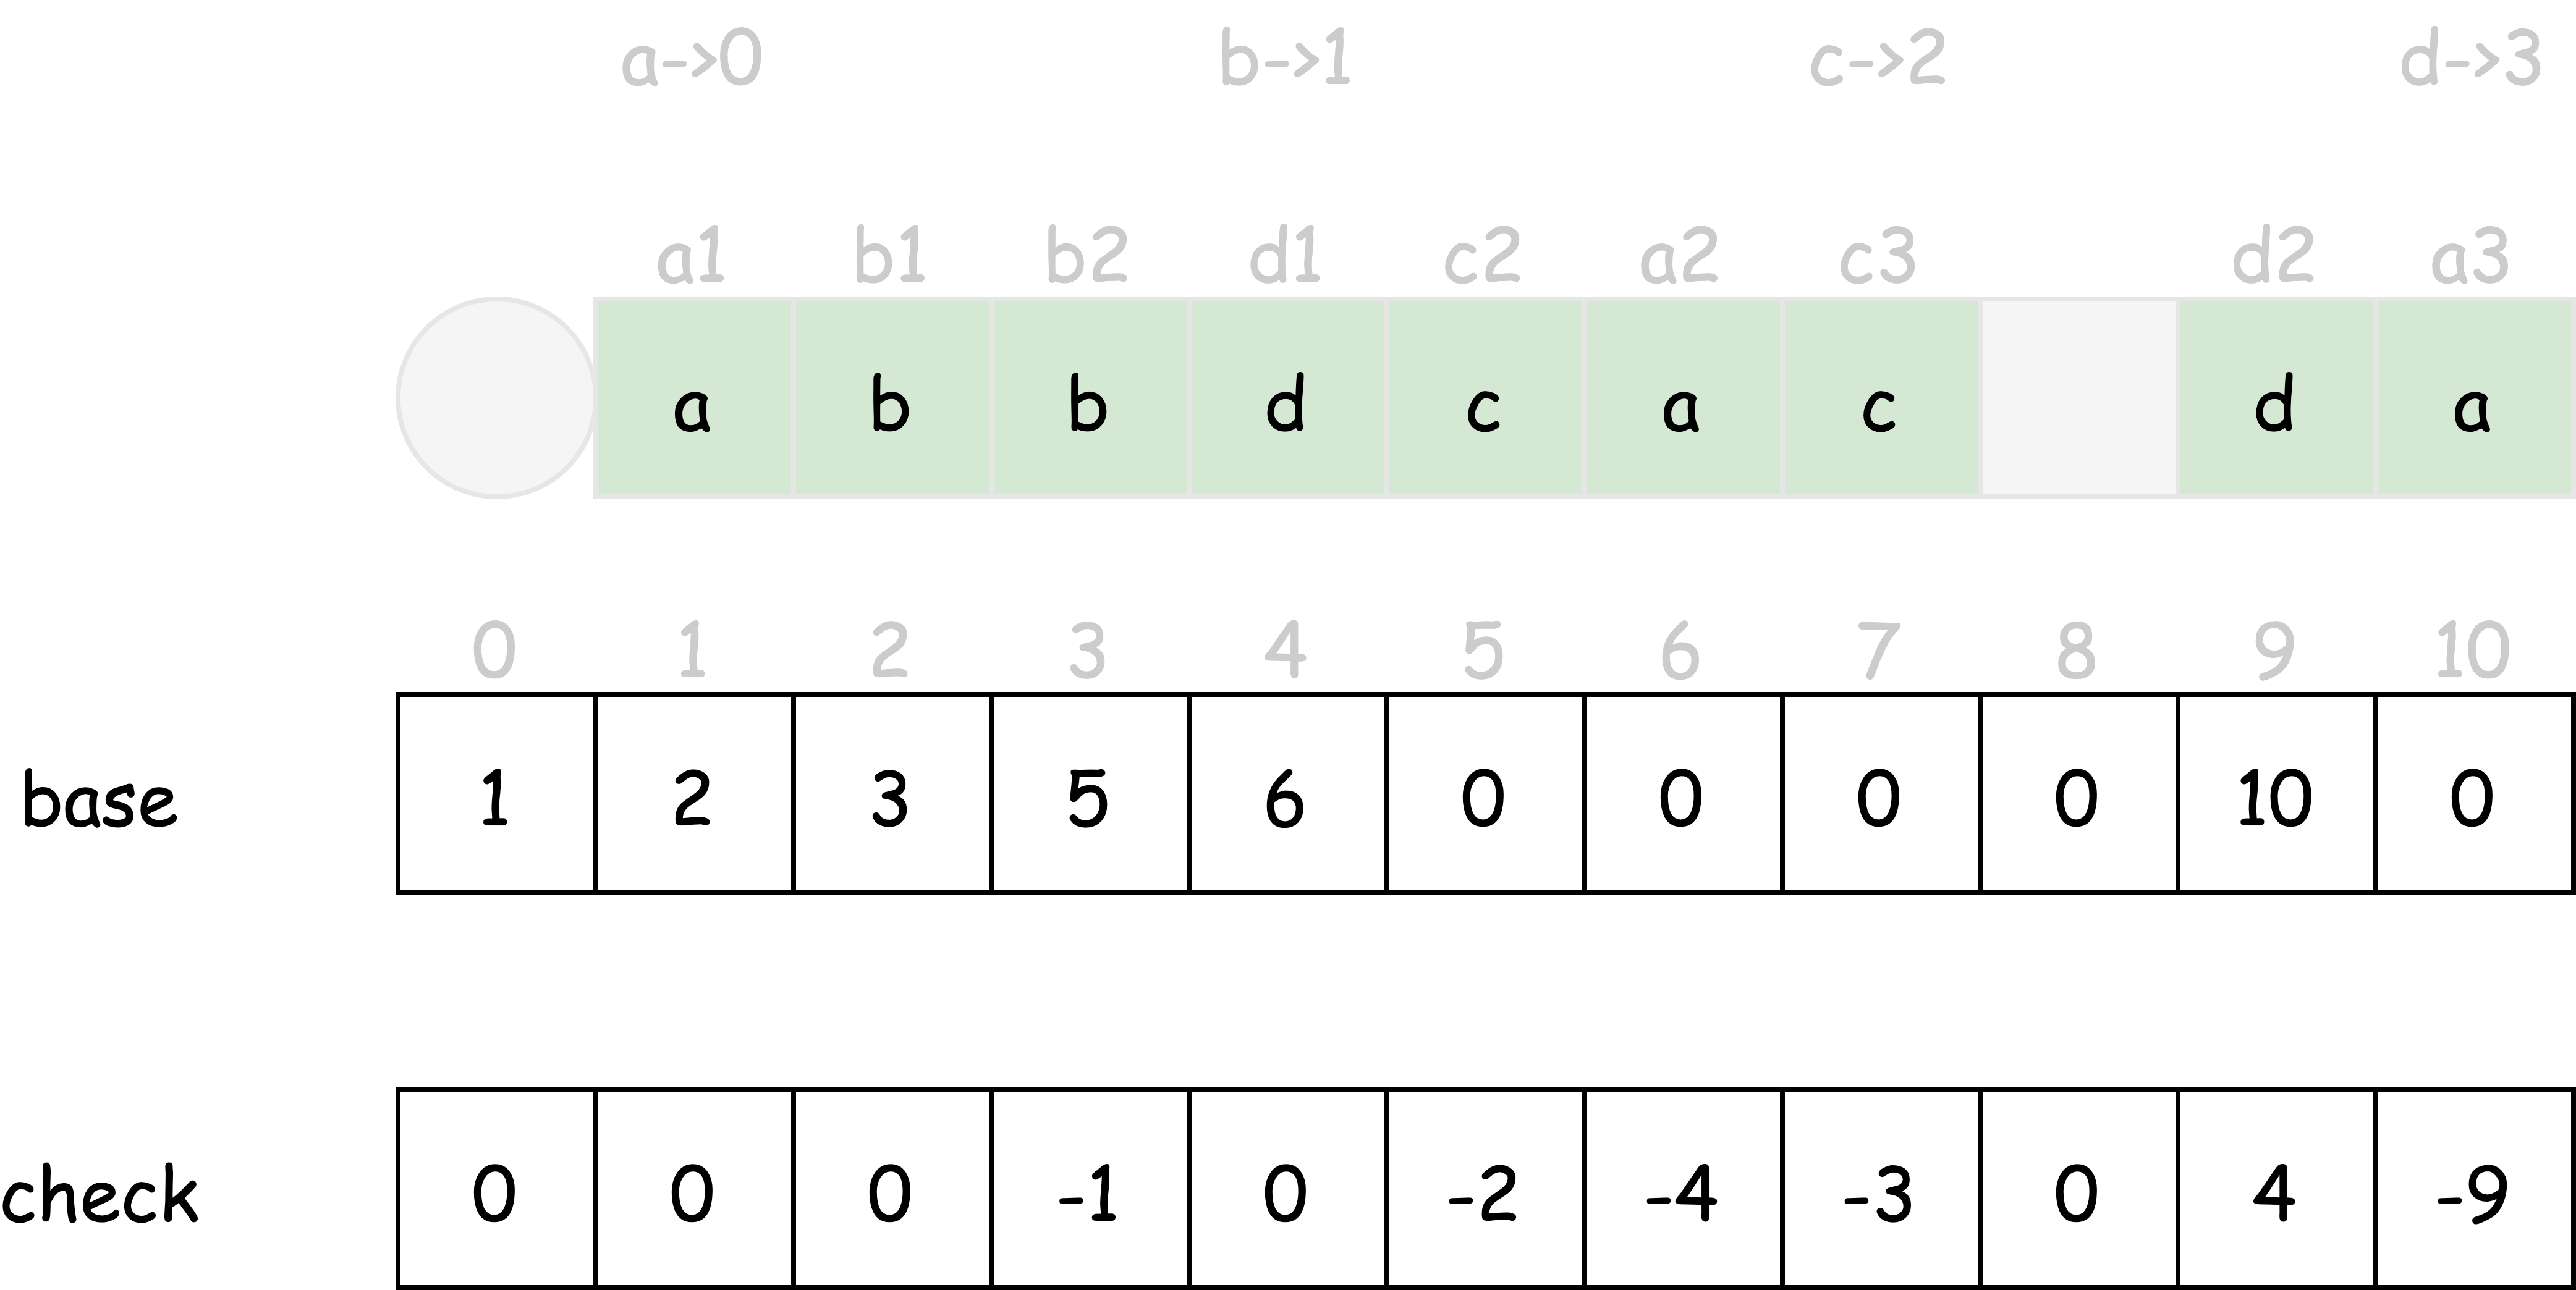 a->0 b->1 c->2 d->3
a1 b1 b2 d1 c2 a2 c3 d2 a3
a b b d c a c d a
0 1 2 3 4 5 6 7 8 9 10
base 1 2 3 5 6 0 0 0 0 10 0
check 0 0 0 -1 0 -2 -4 -3 0 4 -9